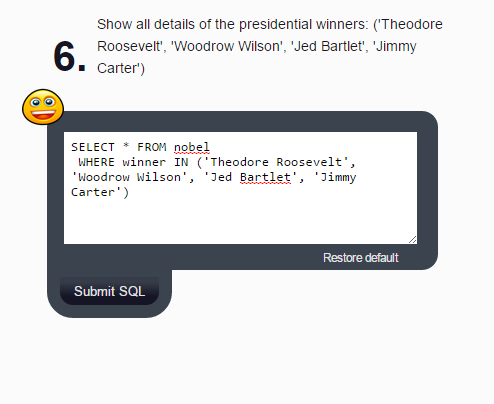 Show all details of the presidential winners: ('Theodore
Roosevelt', 'Woodrow Wilson', 'Jed Bartlet', 'Jimmy
6. Carter')
SELECT * FROM nobel
WHERE winner IN ('Theodore Roosevelt',
'Woodrow Wilson', 'Jed Bartlet', 'Jimmy
Carter')
Restore default
Submit SQL